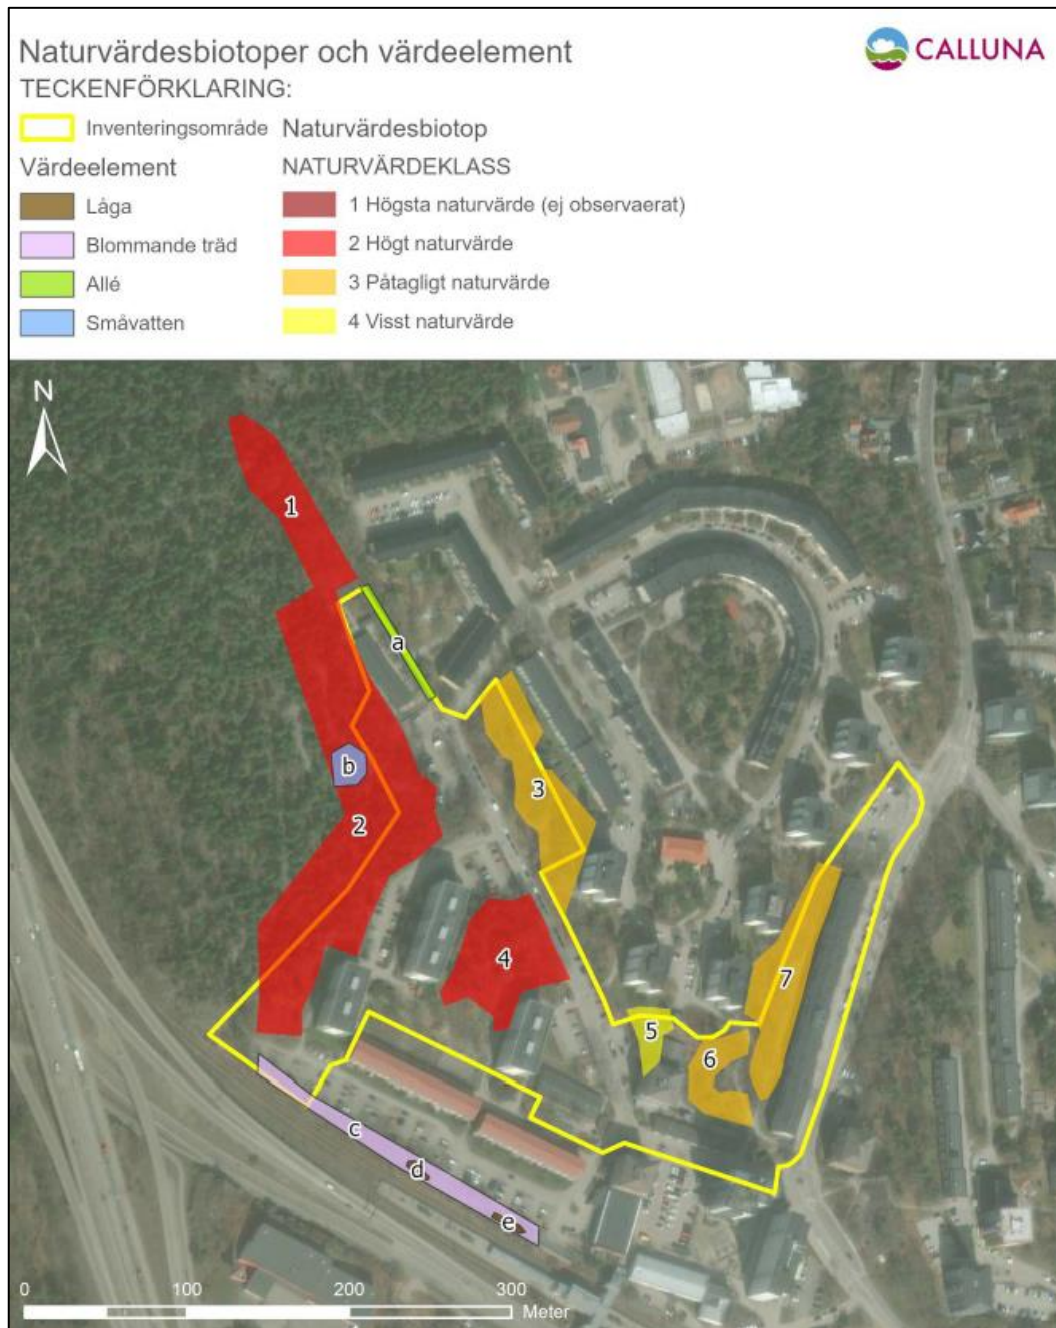 Naturvärdesbiotoper och värdeelement
CALLUNA
TECKENFÖRKLARING:
Inventeringsområde
Naturvärdesbiotop
Värdeelement
NATURVÄRDEKLASS
Låga
1 Högsta naturvärde (ej observaerat)
Blommande träd
2 Högt naturvärde
Allé
3 Påtagligt naturvärde
Småvatten
4 Visst naturvärde
N
1
a
b
3
2
4
7
5
6
c
d
e
0 100 200 300
Meter